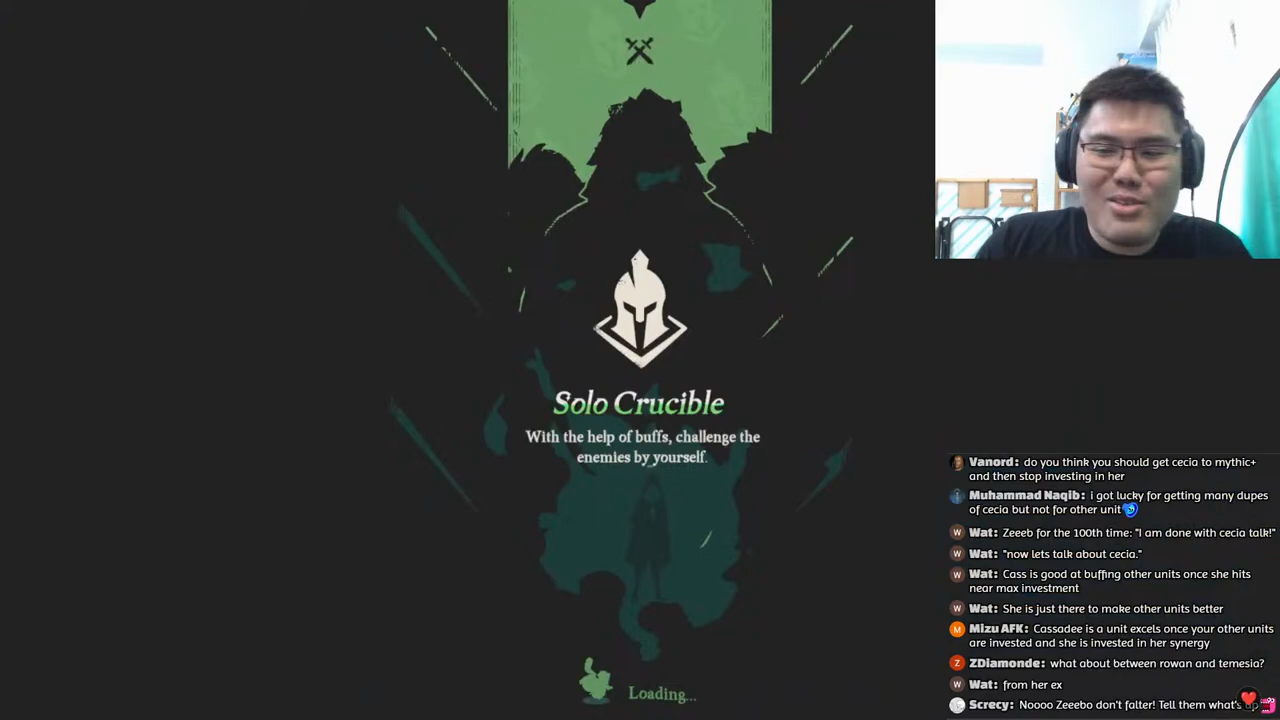 Solo Crucible
With the help of buffs, challenge the
enemies by yourself.
Loading...
Vanord: do you think you should get cecia to mythic+
and then stop investing in her
Muhammad Naqib: i got lucky for getting many dupes
of cecia but not for other unit
W Wat: Zeeeb for the 100th time: "I am done with cecia talk!"
W Wat: "now lets talk about cecia."
W Wat: Cass is good at buffing other units once she hits
near max investment
W Wat: She is just there to make other units better
M Mizu AFK: Cassadee is a unit excels once your other units
are invested and she is invested in her synergy
Z ZDiamonde: what about between rowan and temesia?
W Wat: from her ex
Screcy: Noooo Zeeebo don't falter! Tell them what's